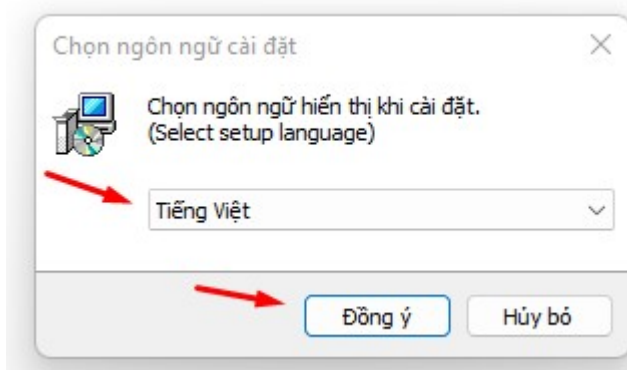 Chọn ngôn ngữ cài đặt
Chọn ngôn ngữ hiển thị khi cài đặt.
(Select setup language)
Tiếng Việt
Đồng ý
Hủy bỏ